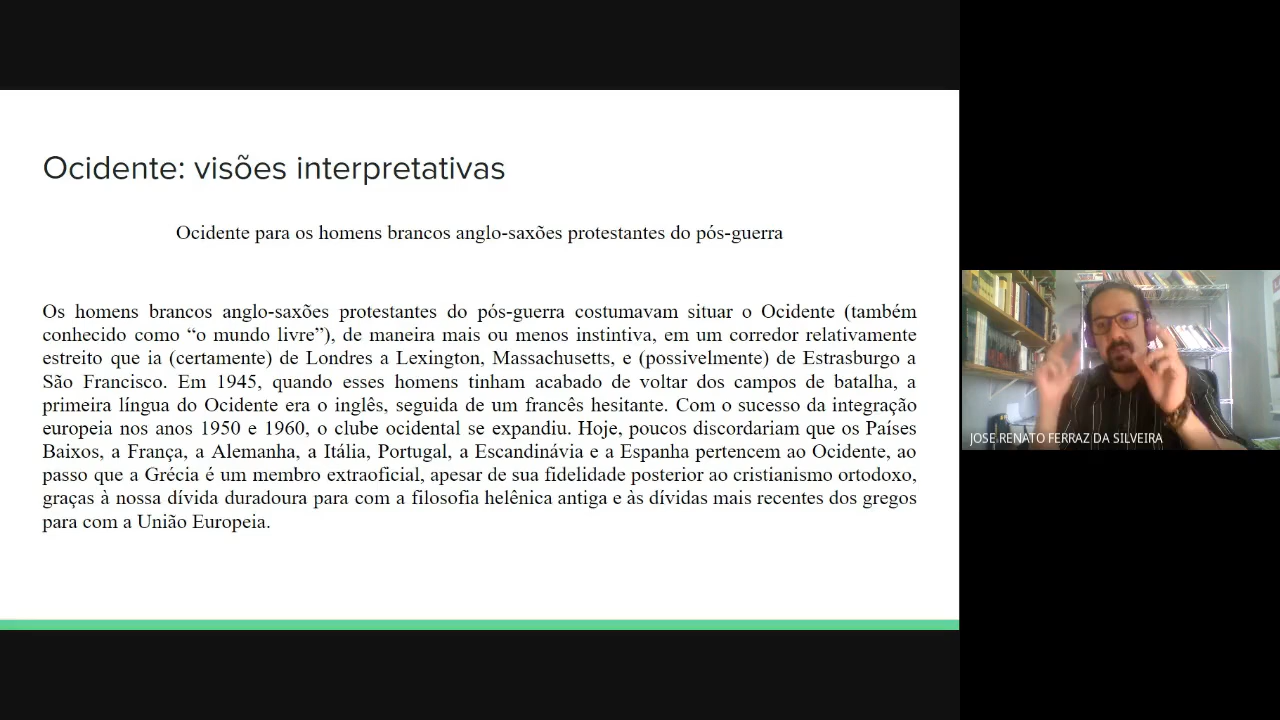 Ocidente: visões interpretativas
Ocidente para os homens brancos anglo-saxões protestantes do pós-guerra
Os homens brancos anglo-saxões protestantes do pós-guerra costumavam situar o Ocidente (também
conhecido como “o mundo livre”), de maneira mais ou menos instintiva, em um corredor relativamente
estreito que ia (certamente) de Londres a Lexington, Massachusetts, e (possivelmente) de Estrasburgo a
São Francisco. Em 1945, quando esses homens tinham acabado de voltar dos campos de batalha, a
primeira língua do Ocidente era o inglês, seguida de um francês hesitante. Com o sucesso da integração
europeia nos anos 1950 e 1960, o clube ocidental se expandiu. Hoje, poucos discordariam que os Países
Baixos, a França, a Alemanha, a Itália, Portugal, a Escandinávia e a Espanha pertencem ao Ocidente, ao
passo que a Grécia é um membro extraoficial, apesar de sua fidelidade posterior ao cristianismo ortodoxo,
graças à nossa dívida duradoura para com a filosofia helênica antiga e às dívidas mais recentes dos gregos
para com a União Europeia.
JOSE RENATO FERRAZ DA SILVEIRA